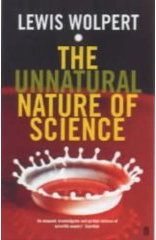 LEWIS WOLPERT
THE
UNNATURAL
NATURE OF SCIENCE